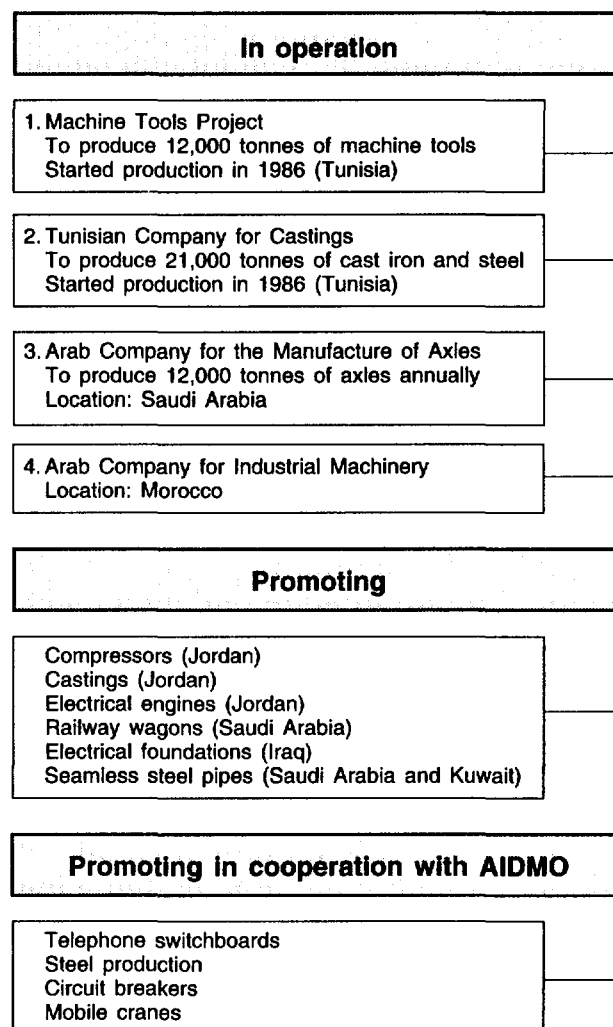 In operation
1. Machine Tools Project
To produce 12,000 tonnes of machine tools
Started production in 1986 (Tunisia)
2. Tunisian Company for Castings
To produce 21,000 tonnes of cast iron and steel
Started production in 1986 (Tunisia)
3. Arab Company for the Manufacture of Axles
To produce 12,000 tonnes of axles annually
Location: Saudi Arabia
4. Arab Company for Industrial Machinery
Location: Morocco
Promoting
Compressors (Jordan)
Castings (Jordan)
Electrical engines (Jordan)
Railway wagons (Saudi Arabia)
Electrical foundations (Iraq)
Seamless steel pipes (Saudi Arabia and Kuwait)
Promoting in cooperation with AIDMO
Telephone switchboards
Steel production
Circuit breakers
Mobile cranes